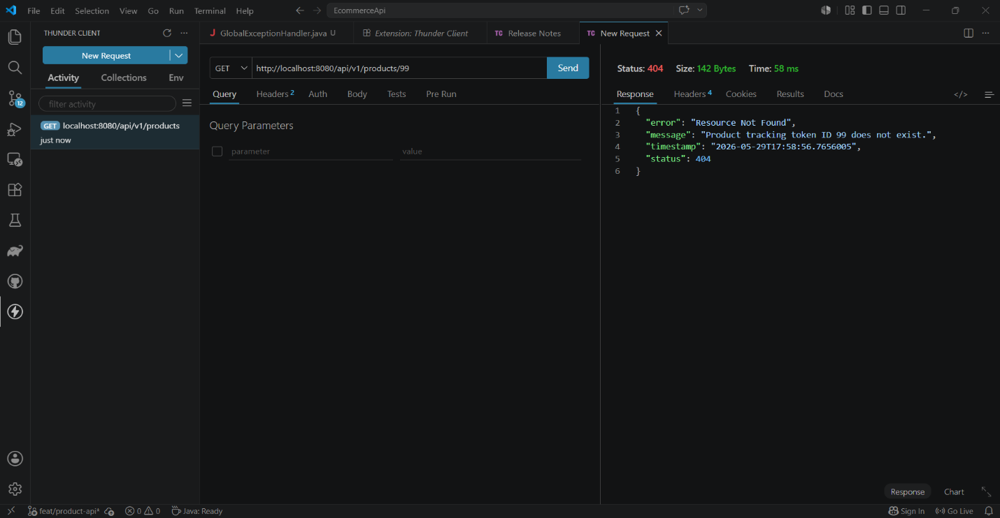 File Edit Selection View Go Run Terminal Help
EcommerceApi
THUNDER CLIENT
New Request
Activity Collections Env
filter activity
GET localhost:8080/api/v1/products
just now
J GlobalExceptionHandler.java U
Extension: Thunder Client
TC Release Notes
TC New Request
GET http://localhost:8080/api/v1/products/99 Send
Query Headers 2 Auth Body Tests Pre Run
Query Parameters
parameter value
Status: 404 Size: 142 Bytes Time: 58 ms
Response Headers 4 Cookies Results Docs </>
1 {
2 "error": "Resource Not Found",
3 "message": "Product tracking token ID 99 does not exist.",
4 "timestamp": "2026-05-29T17:58:56.7656005",
5 "status": 404
6 }
Response Chart
12
feat/product-api* 0 0 Java: Ready
Sign In Go Live